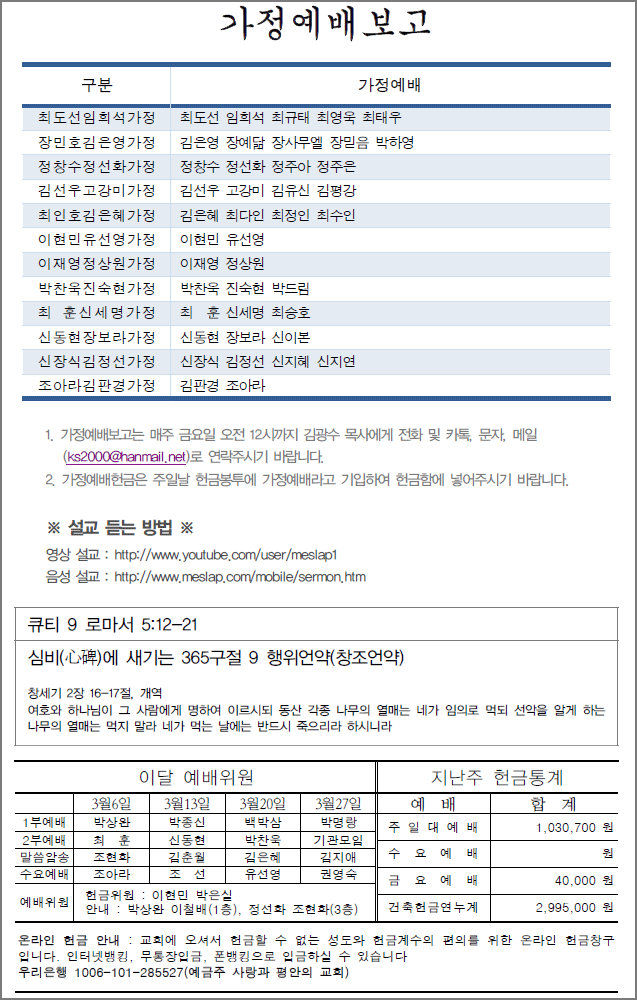 가정예배보고
구분 가정예배
최도선임희석가정 최도선 임희석 최규태 최영욱 최태우
장민호김은영가정 김은영 장예닮 장사무엘 장믿음 박하영
정창수정선화가정 정창수 정선화 정주아 정주은
김선우고강미가정 김선우 고강미 김유신 김평강
최인호김은혜가정 김은혜 최다인 최정인 최수인
이현민유선영가정 이현민 유선영
이재영정상원가정 이재영 정상원
박찬욱진숙현가정 박찬욱 진숙현 박드림
최 훈신세명가정 최 훈 신세명 최승호
신동현장보라가정 신동현 장보라 신이본
신장식김정선가정 신장식 김정선 신지혜 신지연
조아라김판경가정 김판경 조아라
1. 가정예배보고는 매주 금요일 오전 12시까지 김광수 목사에게 전화 및 카톡, 문자, 메일
(ks2000@hanmail.net)로 연락주시기 바랍니다.
2. 가정예배헌금은 주일날 헌금봉투에 가정예배라고 기입하여 헌금함에 넣어주시기 바랍니다.
※ 설교 듣는 방법 ※
영상 설교 : http://www.youtube.com/user/meslap1
음성 설교 : http://www.meslap.com/mobile/sermon.htm
큐티 9 로마서 5:12-21
심비(心碑)에 새기는 365구절 9 행위언약(창조언약)
창세기 2장 16-17절, 개역
여호와 하나님이 그 사람에게 명하여 이르시되 동산 각종 나무의 열매는 네가 임의로 먹되 선악을 알게 하는
나무의 열매는 먹지 말라 네가 먹는 날에는 반드시 죽으리라 하시니라
이달 예배위원
3월6일 3월13일 3월20일 3월27일
1부예배 박상완 박종신 백박삼 박명랑
2부예배 최 훈 신동현 박찬욱 기관모임
말씀암송 조현화 김춘월 김은혜 김지애
수요예배 조아라 조 선 유선영 권영숙
예배위원 헌금위원 : 이현민 박은실
안내 : 박상완 이철배(1층), 정선화 조현화(3층)
지난주 헌금통계
예 배 합 계
주 일 대 예 배 1,030,700 원
수 요 예 배 원
금 요 예 배 40,000 원
건축헌금연누계 2,995,000 원
온라인 헌금 안내 : 교회에 오셔서 헌금할 수 없는 성도와 헌금계수의 편의를 위한 온라인 헌금창구
입니다. 인터넷뱅킹, 무통장입금, 폰뱅킹으로 입금하실 수 있습니다
우리은행 1006-101-285527(예금주 사랑과 평안의 교회)